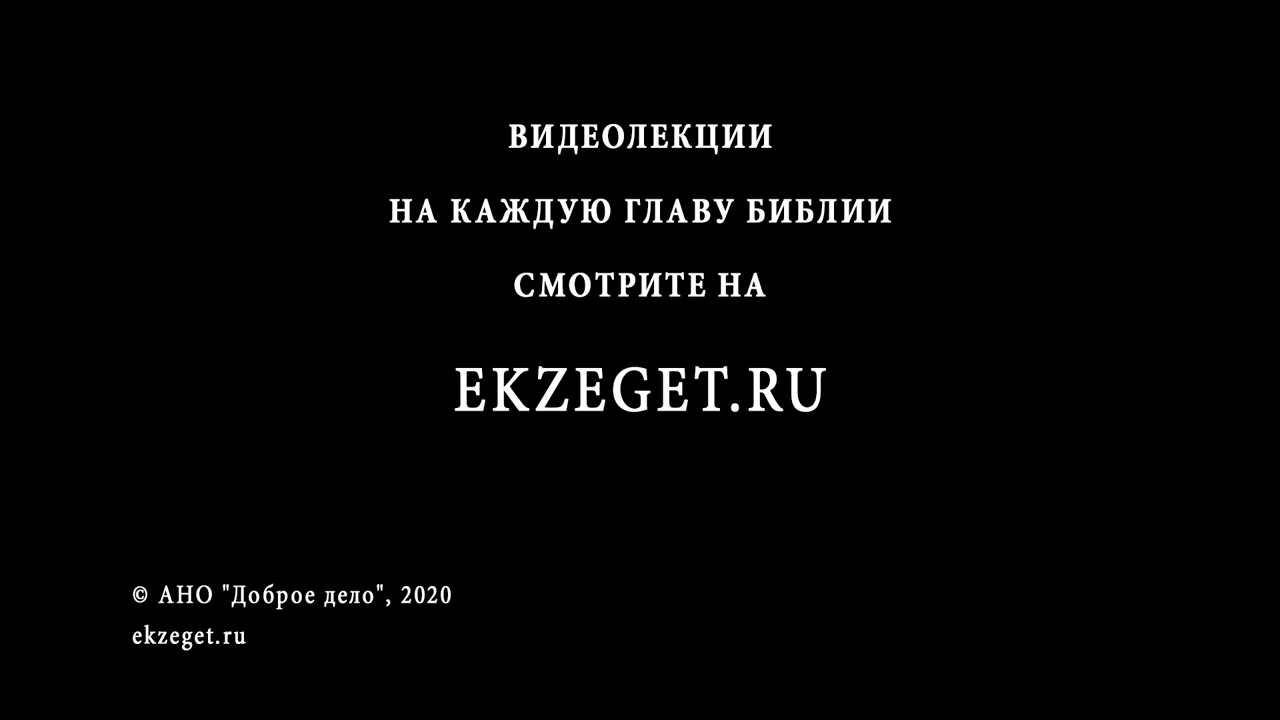 ВИДЕОЛЕКЦИИ
НА КАЖДУЮ ГЛАВУ БИБЛИИ
СМОТРИТЕ НА
EKZEGET.RU
© АНО "Доброе дело", 2020
ekzeget.ru